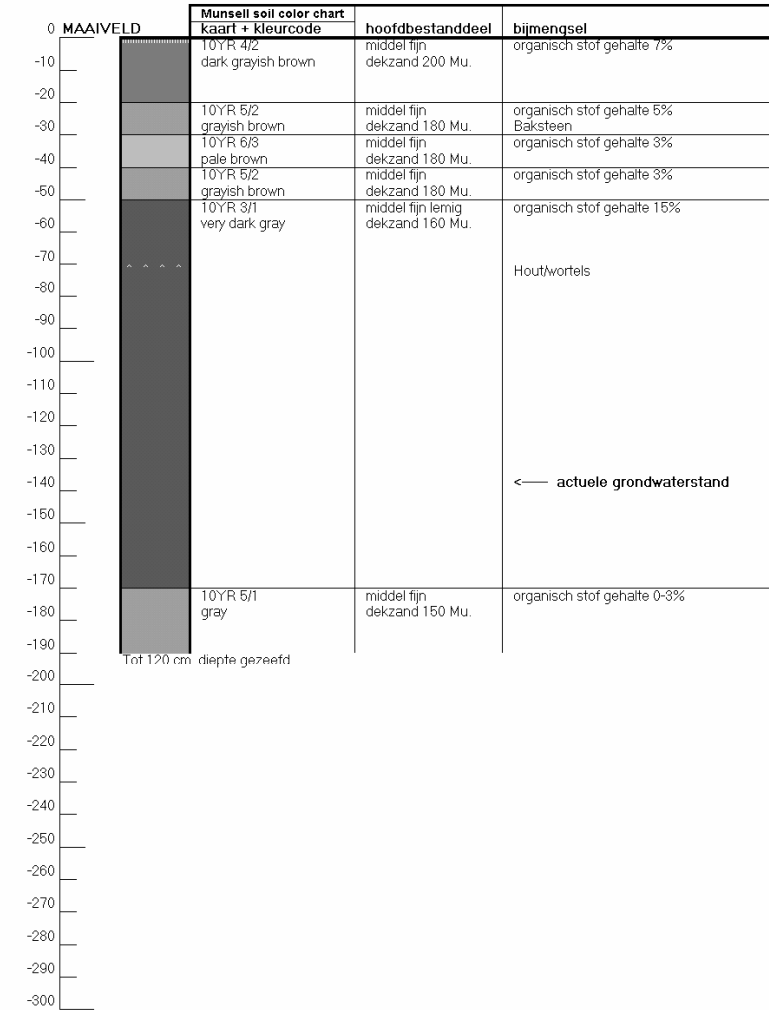 Munsell soil color chart
0 MAAIVELD kaart + kleurcode hoofdbestanddeel bijmengsel
10YR 4/2 middel fijn organisch stof gehalte 7%
-10 dark grayish brown dekzand 200 Mu.
-20
10YR 5/2 middel fijn organisch stof gehalte 5%
-30 grayish brown dekzand 180 Mu. Baksteen
10YR 6/3 middel fijn organisch stof gehalte 3%
-40 pale brown dekzand 180 Mu.
10YR 5/2 middel fijn organisch stof gehalte 3%
-50 grayish brown dekzand 180 Mu.
10YR 3/1 middel fijn lemig organisch stof gehalte 15%
-60 very dark gray dekzand 160 Mu.
-70
Hout/wortels
-80
-90
-100
-110
-120
-130
-140 <— actuele grondwaterstand
-150
-160
-170
10YR 5/1 middel fijn organisch stof gehalte 0-3%
-180 gray dekzand 150 Mu.
-190
Tot 120 cm. diepte gezeefd
-200
-210
-220
-230
-240
-250
-260
-270
-280
-290
-300